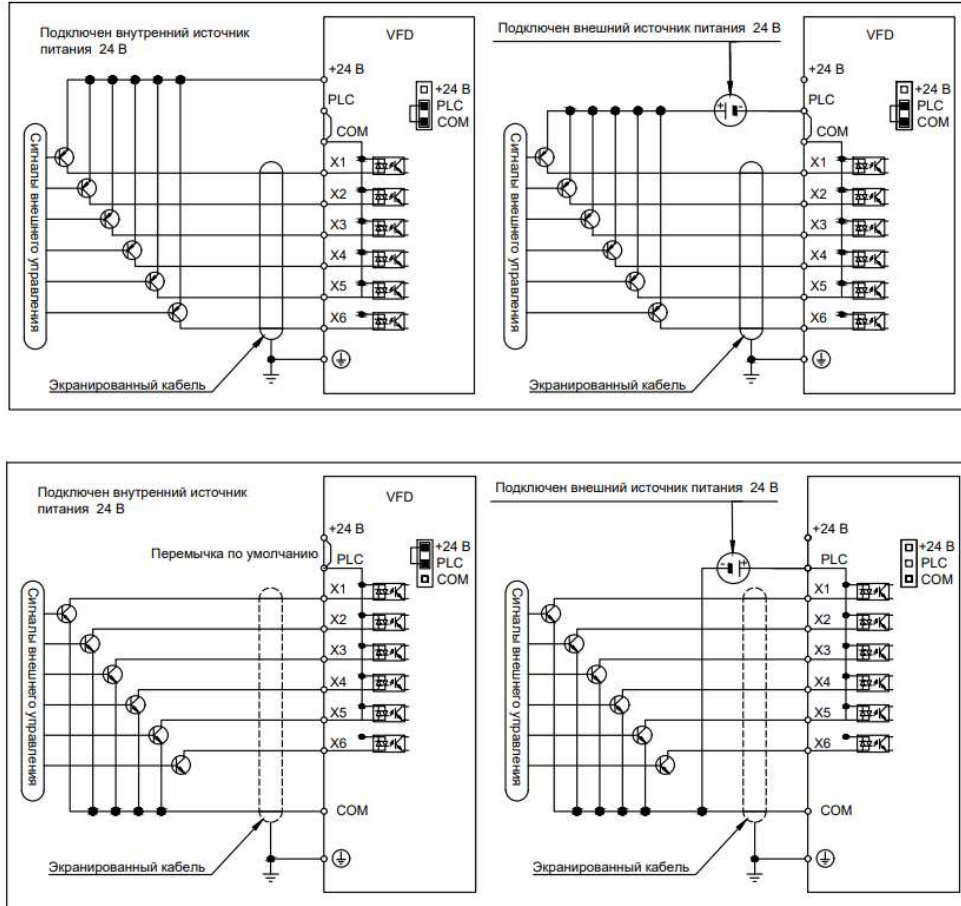 Подключен внутренний источник
питания 24 В
VFD
+24 В
PLC
COM
+24 В
PLC
COM
X1
X2
X3
X4
X5
X6
Сигналы внешнего управления
Экранированный кабель
Подключен внешний источник питания 24 В
VFD
+24 В
PLC
COM
+24 В
PLC
COM
X1
X2
X3
X4
X5
X6
Сигналы внешнего управления
Экранированный кабель
Подключен внутренний источник
питания 24 В
VFD
+24 В
Перемычка по умолчанию
PLC
+24 В
PLC
COM
X1
X2
X3
X4
X5
X6
COM
Сигналы внешнего управления
Экранированный кабель
Подключен внешний источник питания 24 В
+24 В
PLC
+24 В
PLC
COM
X1
X2
X3
X4
X5
X6
COM
Сигналы внешнего управления
Экранированный кабель